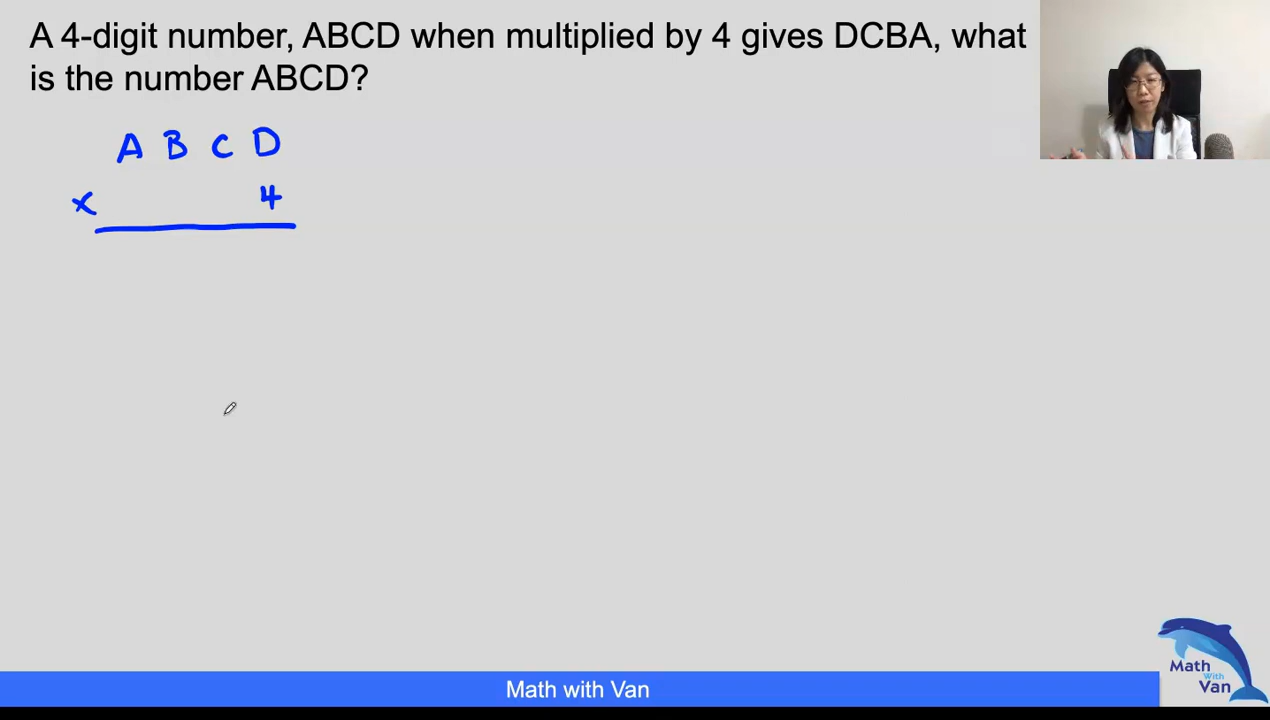 A 4-digit number, ABCD when multiplied by 4 gives DCBA, what
is the number ABCD?
A B C D
x 4
Math with Van
Math
With
Van